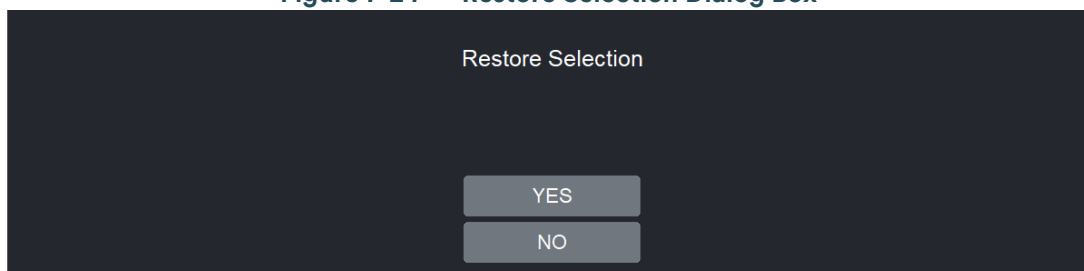 Restore Selection Dialog Box
Restore Selection
YES
NO